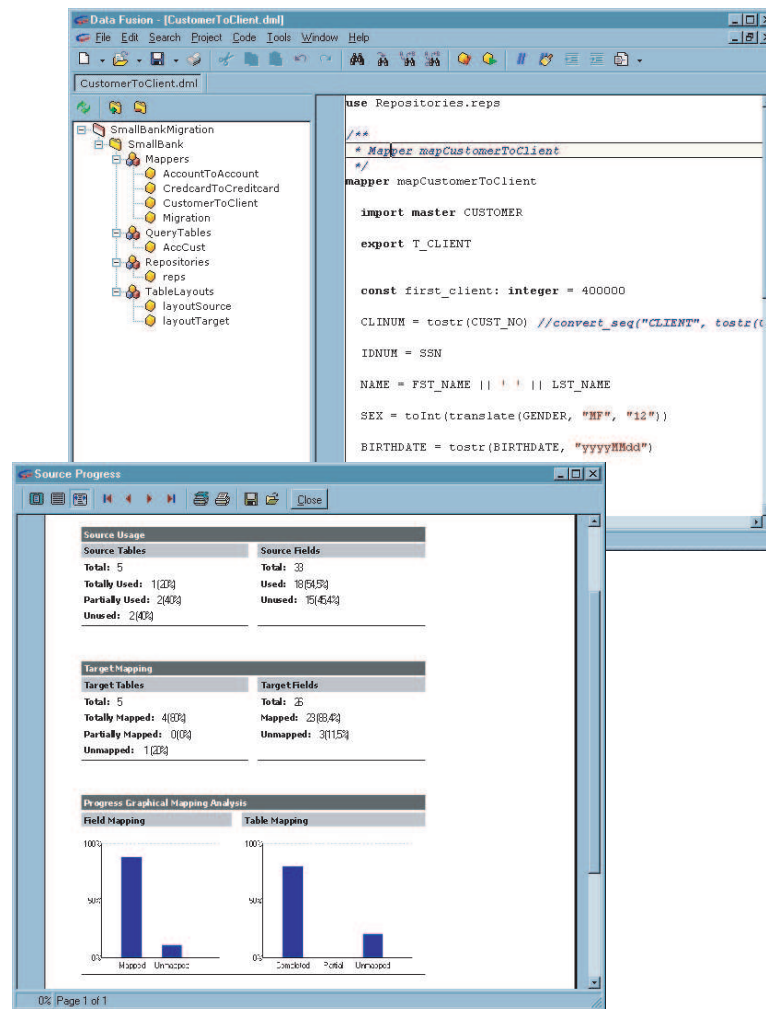 Data Fusion - [CustomerToClient.dml]
File Edit Search Project Code Tools Window Help
CustomerToClient.dml
SmallBankMigration
SmallBank
Mappers
AccountToAccount
CredcardToCreditcard
CustomerToClient
Migration
QueryTables
AccCust
Repositories
reps
TableLayouts
layoutSource
layoutTarget
use Repositories.reps
/**
* Mapper mapCustomerToClient
*/
mapper mapCustomerToClient
import master CUSTOMER
export T_CLIENT
const first_client: integer = 400000
CLINUM = tostr(CUST_NO) //convert_seq("CLIENT", tostr(
IDNUM = SSN
NAME = FST_NAME || ' ' || LST_NAME
SEX = toInt(translate(GENDER, "MF", "12"))
BIRTHDATE = tostr(BIRTHDATE, "yyyyMMdd")
Source Progress
Close
Source Usage
Source Tables Source Fields
Total: 5 Total: 33
Totally Used: 1(20%) Used: 18(54,5%)
Partially Used: 2(40%) Unused: 15(45,4%)
Unused: 2(40%)
Target Mapping
Target Tables Target Fields
Total: 5 Total: 26
Totally Mapped: 4(80%) Mapped: 23(88,4%)
Partially Mapped: 0(0%) Unmapped: 3(11,5%)
Unmapped: 1(20%)
Progress Graphical Mapping Analysis
Field Mapping Table Mapping
100% 100%
50% 50%
0% 0%
Mapped Unmapped Completed Partial Unmapped
0% Page 1 of 1